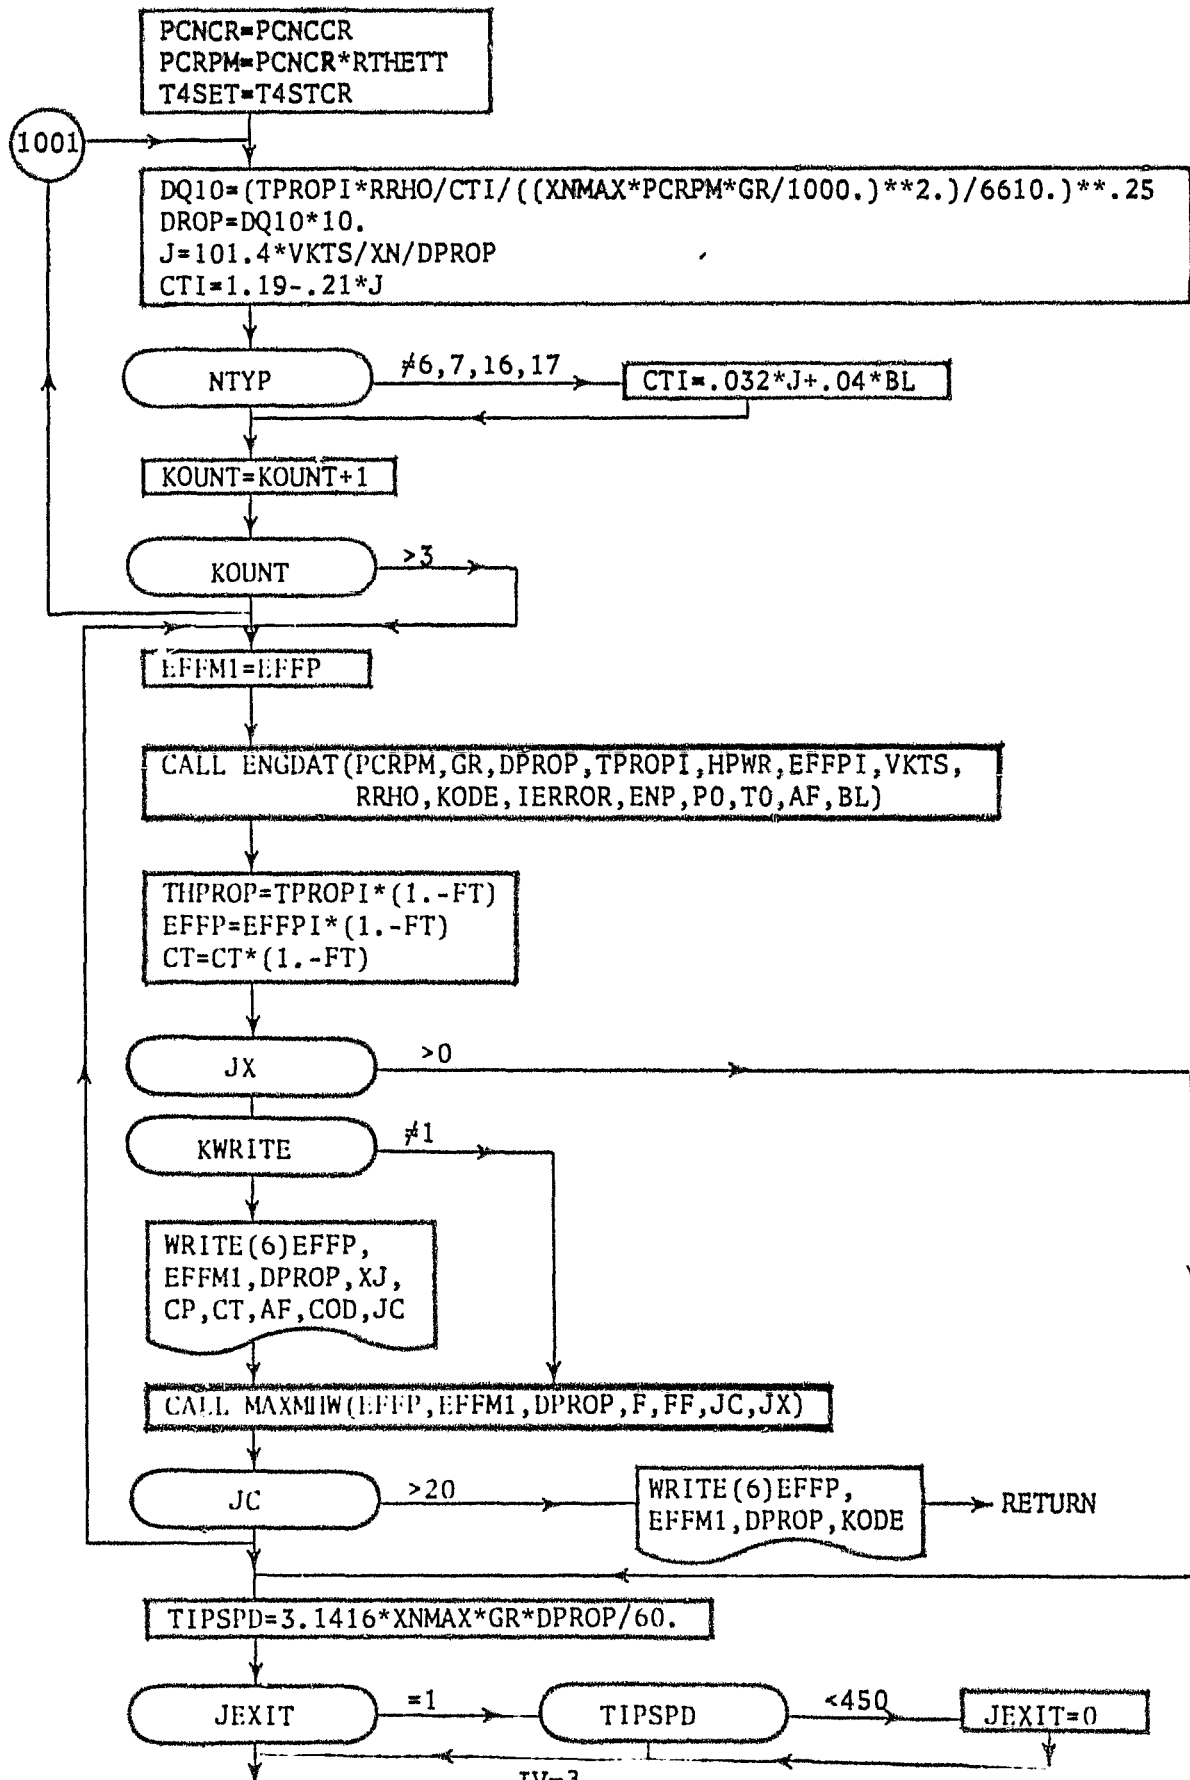 PCNCR=PCNCCR
PCRPM=PCNCR*RTHETT
T4SET=T4STCR
1001
DQ10=(TPROPI*RRHO/CTI/((XNMAX*PCRPM*GR/1000.)**2.)/6610.)**.25
DROP=DQ10*10.
J=101.4*VKTS/XN/DPROP
CTI=1.19-.21*J
NTYP
≠6,7,16,17
CTI=.032*J+.04*BL
KOUNT=KOUNT+1
KOUNT
>3
EFFM1=EFFP
CALL ENGDAT(PCRPM,GR,DPROP,TPROPI,HPWR,EFFPI,VKTS,
RRHO,KODE,IERROR,ENP,PO,TO,AF,BL)
THPROP=TPROPI*(1.-FT)
EFFP=EFFPI*(1.-FT)
CT=CT*(1.-FT)
JX
>0
KWRITE
≠1
WRITE(6)EFFP,
EFFM1,DPROP,XJ,
CP,CT,AF,COD,JC
CALL MAXMHW(EFFP,EFFM1,DPROP,F,FF,JC,JX)
JC
>20
WRITE(6)EFFP,
EFFM1,DPROP,KODE
RETURN
TIPSPD=3.1416*XNMAX*GR*DPROP/60.
JEXIT
=1
TIPSPD
<450
JEXIT=0